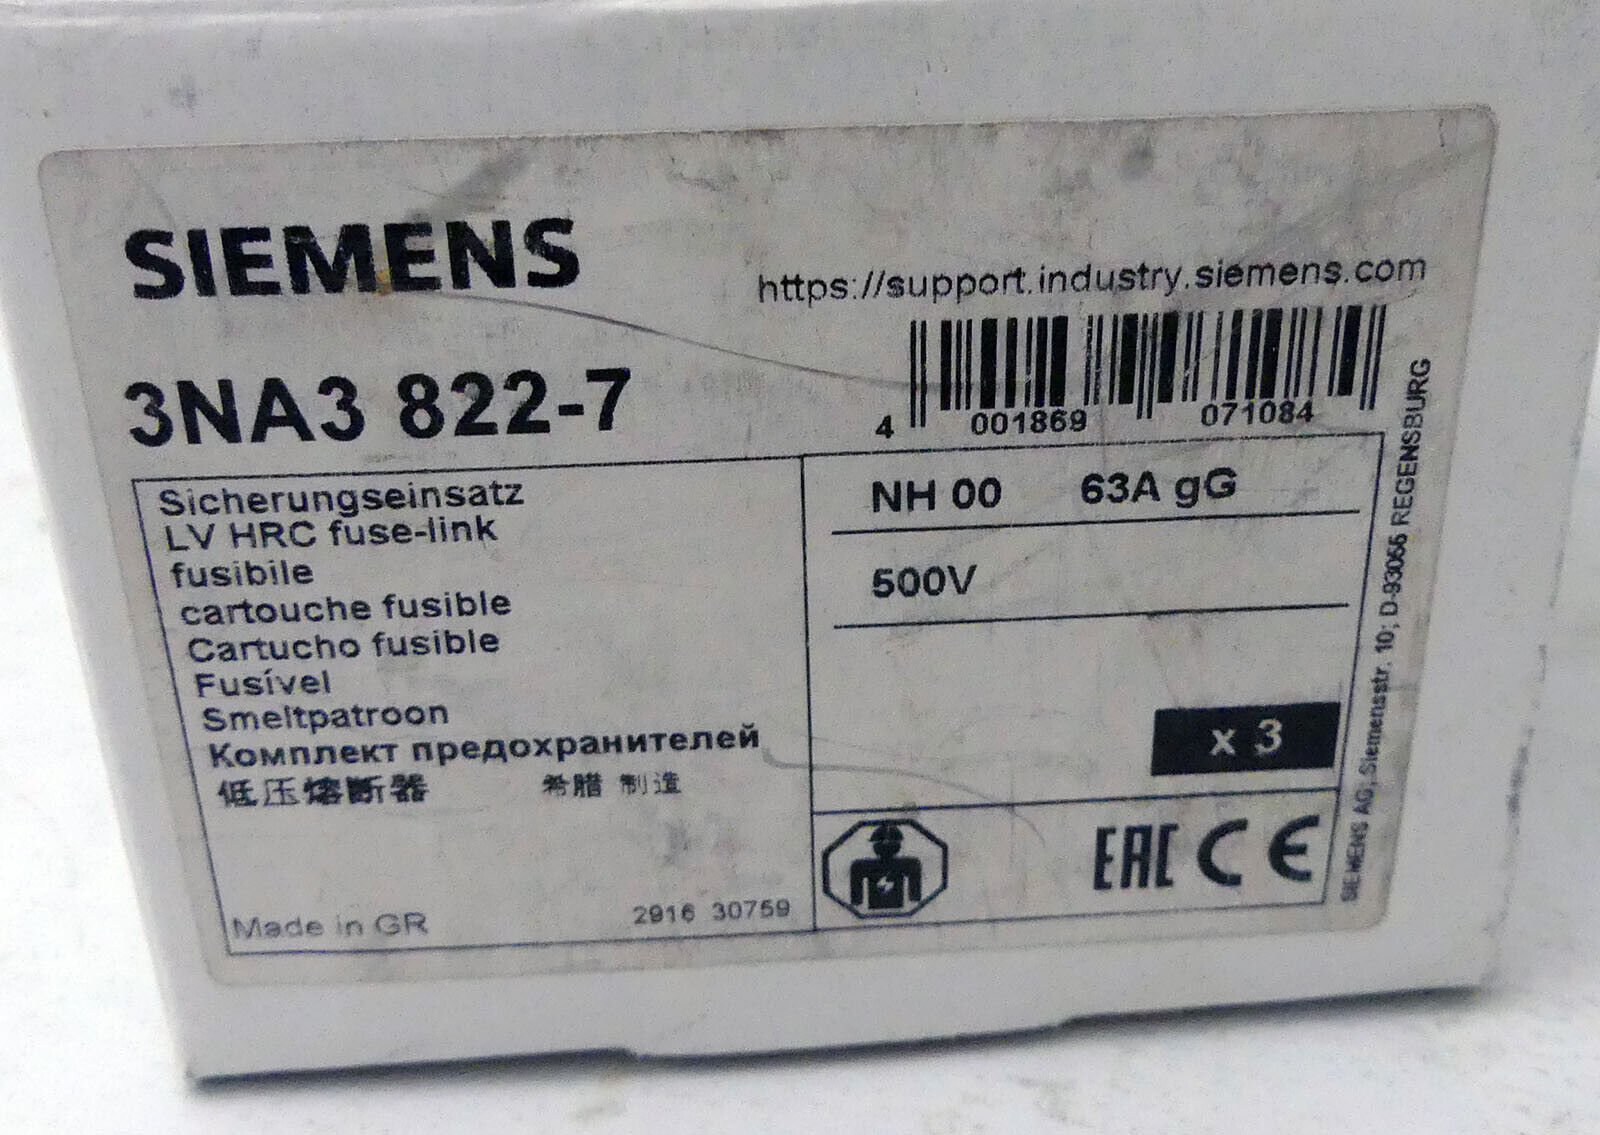 SIEMENS
https://support.industry.siemens.com
3NA3 822-7
4 001869 071084
Sicherungseinsatz
LV HRC fuse-link
fusibile
cartouche fusible
Cartucho fusible
Fusível
Smeltpatroon
Комплект предохранителей
低压熔断器 希腊 制造
Made in GR
2916 30759
NH 00 63A gG
500V
x 3
EAC CE
SIEMENS AG, Siemensstr. 10; D-93055 REGENSBURG